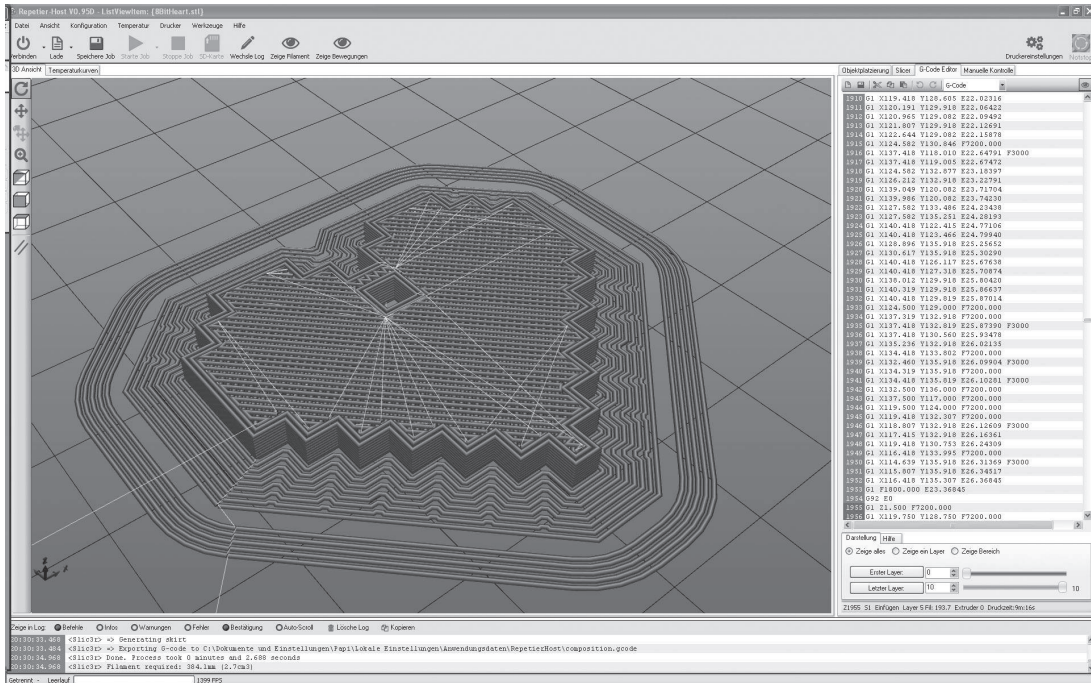 Repetier-Host V0.95D - ListViewItem: {8BitHeart.stl}
Datei Ansicht Konfiguration Temperatur Drucker Werkzeuge Hilfe
Verbinden Lade Speichere Job Starte Job Stoppe Job SD-Karte Wechsle Log Zeige Filament Zeige Bewegungen Druckereinstellungen Notstop
3D Ansicht Temperaturkurven
Objektplatzierung Slicer G-Code Editor Manuelle Kontrolle
G-Code
1910 G1 X119.418 Y128.605 E22.02316
1911 G1 X120.191 Y129.918 E22.06422
1912 G1 X120.965 Y129.082 E22.09492
1913 G1 X121.807 Y129.918 E22.12691
1914 G1 X122.644 Y129.082 E22.15878
1915 G1 X124.582 Y130.846 F7200.000
1916 G1 X137.418 Y118.010 E22.64791 F3000
1917 G1 X137.418 Y119.005 E22.67472
1918 G1 X124.582 Y132.877 E23.18397
1919 G1 X126.212 Y132.918 E23.22791
1920 G1 X139.049 Y120.082 E23.71704
1921 G1 X139.986 Y120.082 E23.74230
1922 G1 X127.582 Y133.486 E24.23438
1923 G1 X127.582 Y135.251 E24.28193
1924 G1 X140.418 Y122.415 E24.77106
1925 G1 X140.418 Y123.466 E24.79940
1926 G1 X128.896 Y135.918 E25.25652
1927 G1 X130.617 Y135.918 E25.30290
1928 G1 X140.418 Y126.117 E25.67638
1929 G1 X140.418 Y127.318 E25.70874
1930 G1 X138.012 Y129.918 E25.80420
1931 G1 X140.319 Y129.918 E25.86637
1932 G1 X140.418 Y129.819 E25.87014
1933 G1 X124.500 Y129.000 F7200.000
1934 G1 X137.319 Y132.918 F7200.000
1935 G1 X137.418 Y132.819 E25.87390 F3000
1936 G1 X137.418 Y130.560 E25.93478
1937 G1 X135.236 Y132.918 E26.02135
1938 G1 X134.418 Y133.802 F7200.000
1939 G1 X132.460 Y135.918 E26.09904 F3000
1940 G1 X134.319 Y135.918 F7200.000
1941 G1 X134.418 Y135.819 E26.10281 F3000
1942 G1 X132.500 Y136.000 F7200.000
1943 G1 X137.500 Y117.000 F7200.000
1944 G1 X119.500 Y124.000 F7200.000
1945 G1 X119.418 Y132.307 F7200.000
1946 G1 X118.807 Y132.918 E26.12609 F3000
1947 G1 X117.415 Y132.918 E26.16361
1948 G1 X119.418 Y130.753 E26.24309
1949 G1 X116.418 Y133.995 F7200.000
1950 G1 X114.639 Y135.918 E26.31369 F3000
1951 G1 X115.807 Y135.918 E26.34517
1952 G1 X116.418 Y135.307 E26.36845
1953 G1 F1800.000 E23.36845
1954 G92 E0
1955 G1 Z1.500 F7200.000
1956 G1 X119.750 Y128.750 F7200.000
Darstellung Hilfe
Zeige alles Zeige ein Layer Zeige Bereich
Erster Layer: 0
Letzter Layer: 10 10
Z1955 S1 Einfügen Layer 5 Fil: 193.7 Extruder 0 Druckzeit:9m:16s
Zeige in Log: Befehle Infos Warnungen Fehler Bestätigung Auto-Scroll Lösche Log Kopieren
20:30:33.468 <Slic3r> => Generating skirt
20:30:33.484 <Slic3r> => Exporting G-code to C:\Dokumente und Einstellungen\Papi\Lokale Einstellungen\Anwendungsdaten\RepetierHost\composition.gcode
20:30:34.968 <Slic3r> Done. Process took 0 minutes and 2.688 seconds
20:30:34.968 <Slic3r> Filament required: 384.1mm (2.7cm3)
Getrennt - Leerlauf 1399 FPS